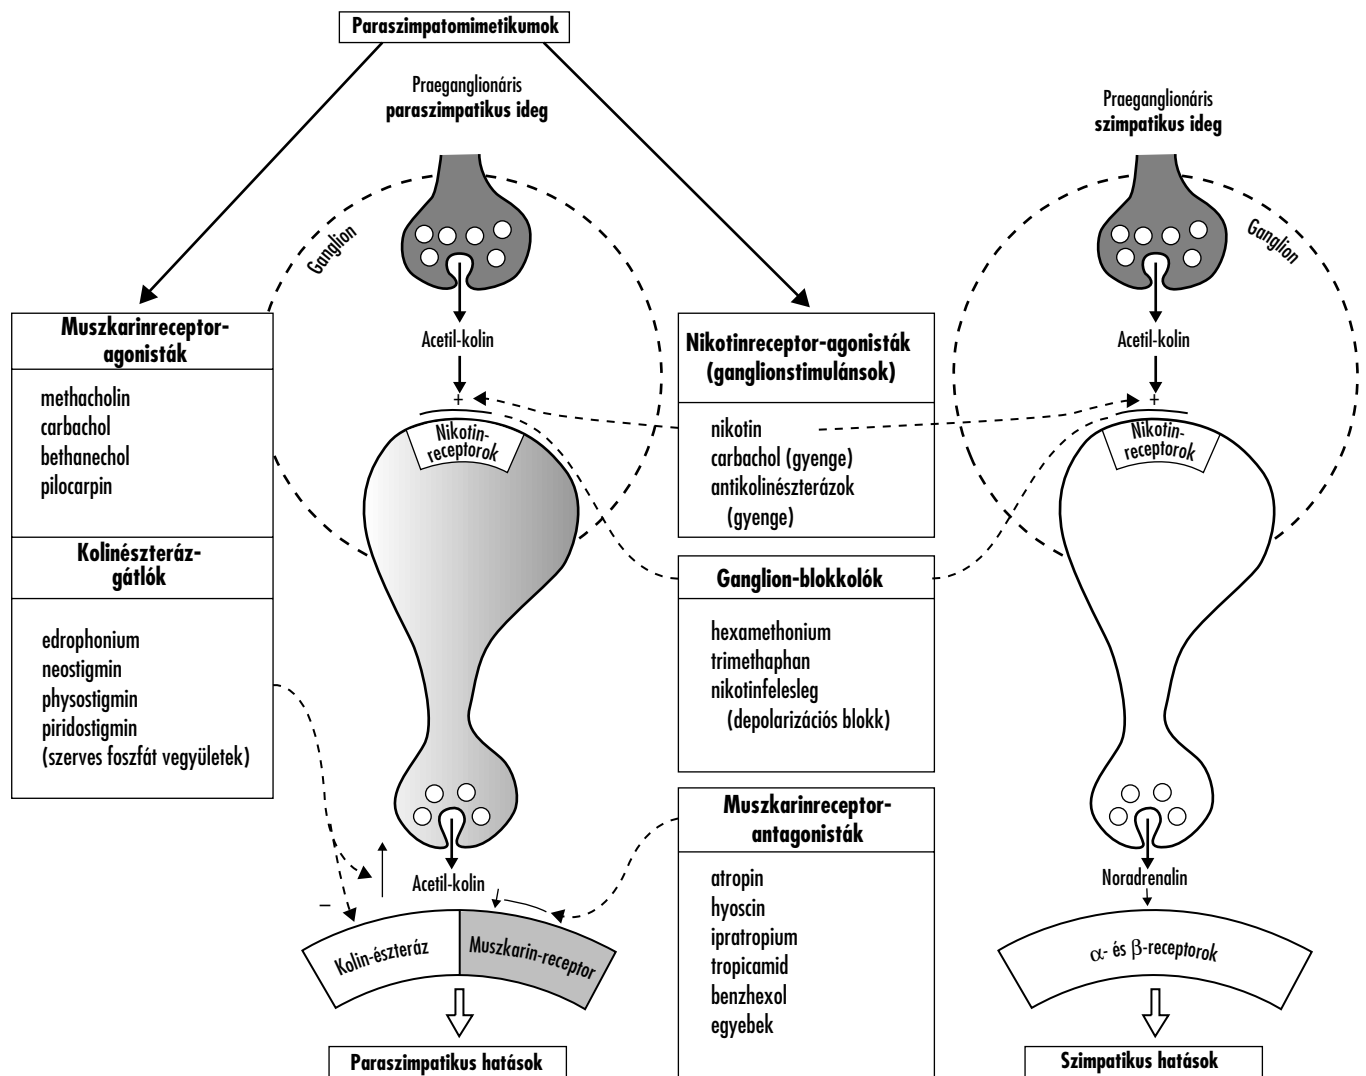 Paraszimpatomimetikumok
Praeganglionáris
paraszimpatikus ideg
Praeganglionáris
szimpatikus ideg
Ganglion
Ganglion
Acetil-kolin
Acetil-kolin
+
+
Nikotin-
receptorok
Nikotin-
receptorok
Muszkarinreceptor-
agonisták
methacholin
carbachol
bethanechol
pilocarpin
Kolinészteráz-
gátlók
edrophonium
neostigmin
physostigmin
piridostigmin
(szerves foszfát vegyületek)
Nikotinreceptor-agonisták
(ganglionstimulánsok)
nikotin
carbachol (gyenge)
antikolinészterázok
(gyenge)
Ganglion-blokkolók
hexamethonium
trimethaphan
nikotinfelesleg
(depolarizációs blokk)
Muszkarinreceptor-
antagonisták
atropin
hyoscin
ipratropium
tropicamid
benzhexol
egyebek
Acetil-kolin
–
Kolin-észteráz
Muszkarin-receptor
Paraszimpatikus hatások
Noradrenalin
α- és β-receptorok
Szimpatikus hatások